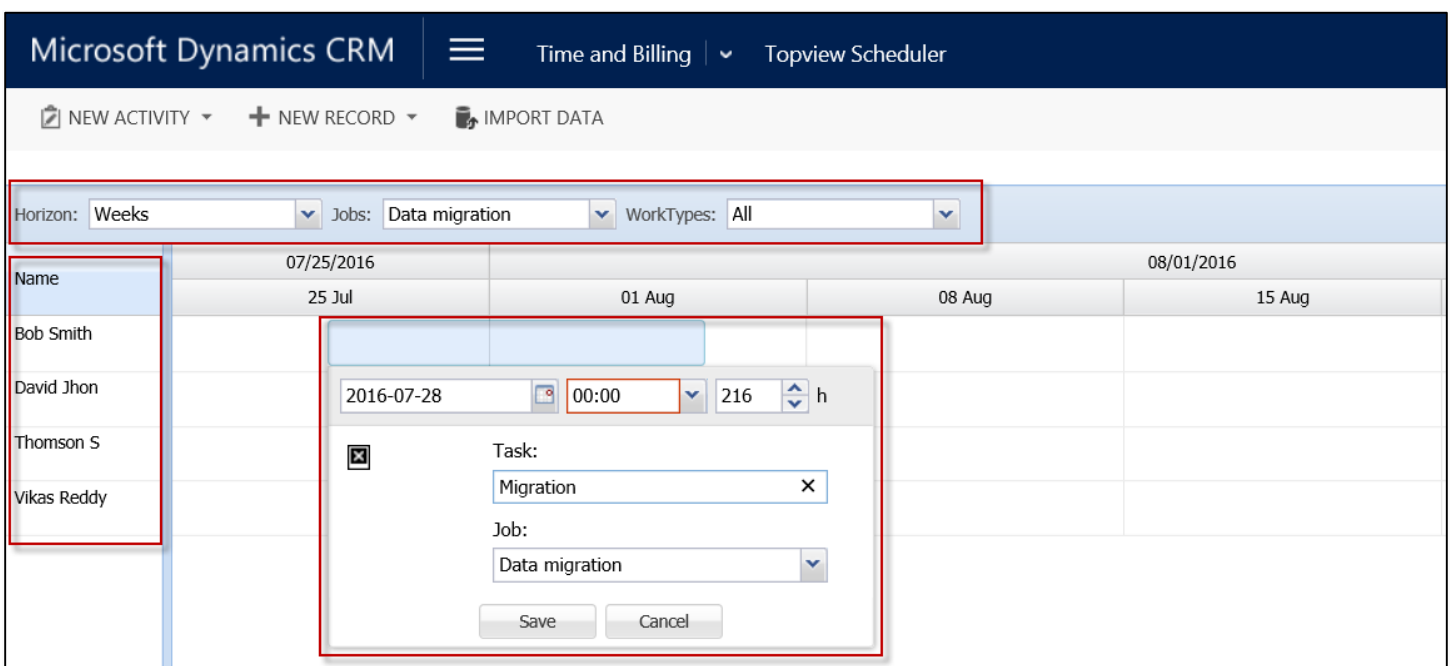 Microsoft Dynamics CRM Time and Billing Topview Scheduler
NEW ACTIVITY NEW RECORD IMPORT DATA
Horizon: Weeks Jobs: Data migration WorkTypes: All
Name
07/25/2016 08/01/2016
25 Jul 01 Aug 08 Aug 15 Aug
Bob Smith
David Jhon
Thomson S
Vikas Reddy
2016-07-28 00:00 216 h
Task:
Migration
Job:
Data migration
Save Cancel